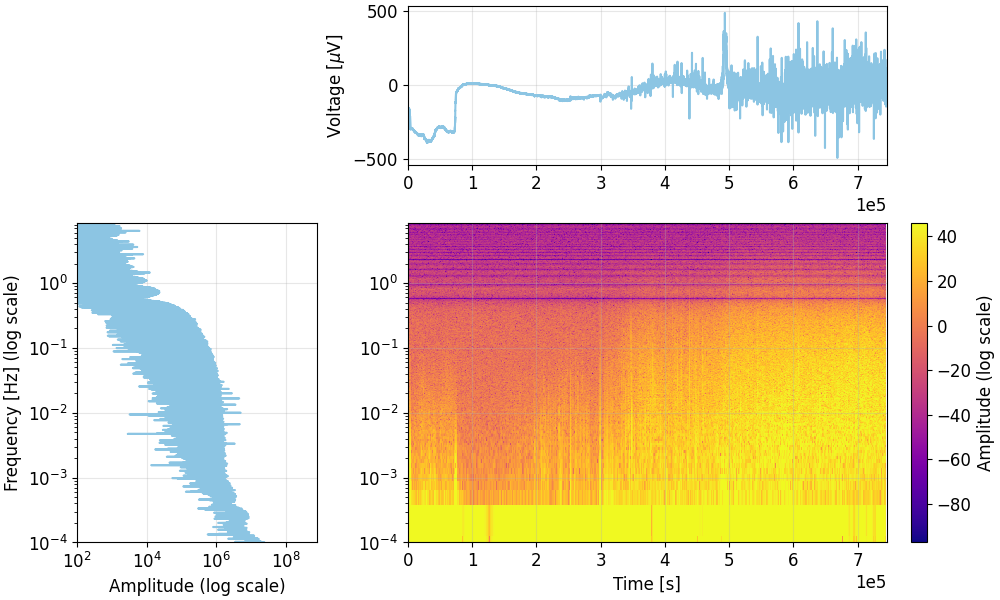 500
0
−500
Voltage [μV]
0 1 2 3 4 5 6 7
1e5
10⁰
10⁻¹
10⁻²
10⁻³
10⁻⁴
Frequency [Hz] (log scale)
10² 10⁴ 10⁶ 10⁸
Amplitude (log scale)
10⁰
10⁻¹
10⁻²
10⁻³
10⁻⁴
0 1 2 3 4 5 6 7
1e5
Time [s]
40
20
0
−20
−40
−60
−80
Amplitude (log scale)